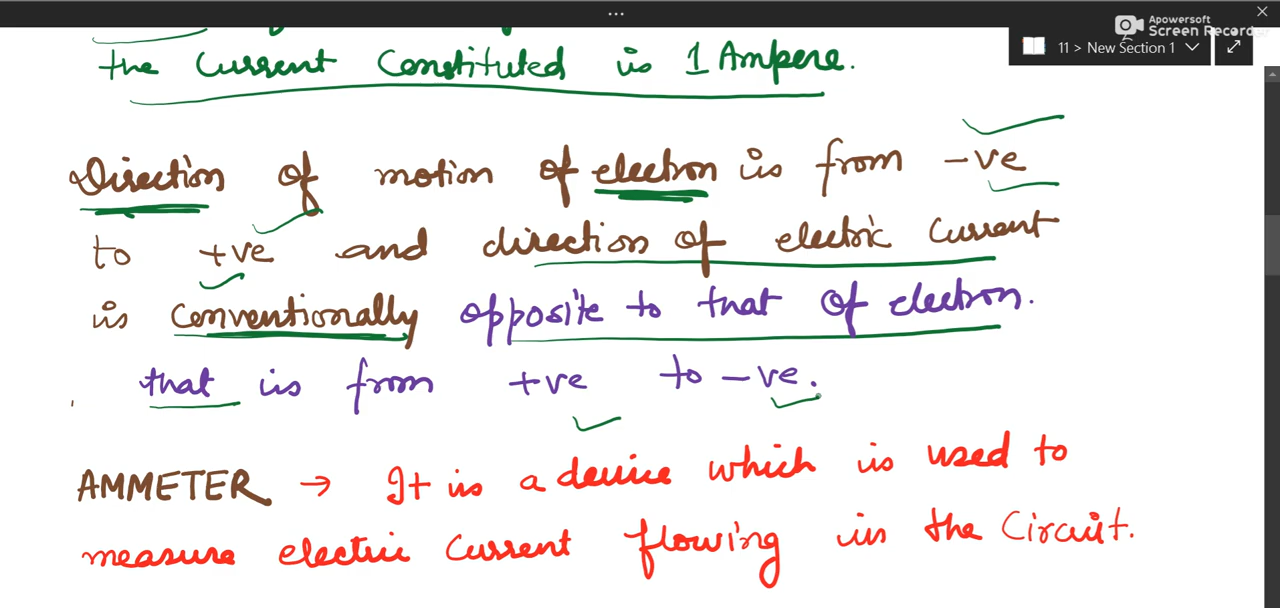 ...
Apowersoft
Screen Recorder
11 > New Section 1
the Current Constituted is 1 Ampere.
Direction of motion of electron is from -ve
to +ve and direction of electric Current
is conventionally opposite to that of electron.
that is from +ve to -ve.
AMMETER → It is a device which is used to
measure electric Current flowing in the Circuit.